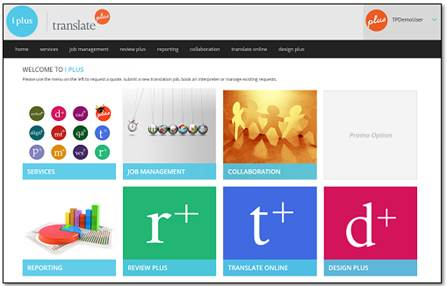 i plus
translate plus
plus
TPDemoUser
home services job management review plus reporting collaboration translate online design plus
WELCOME TO I PLUS
Please use the menu on the left to request a quote, submit a new translation job, book an interpreter or manage existing requests.
d+
SERVICES
JOB MANAGEMENT
COLLABORATION
Promo Option
r+
t+
d+
REPORTING
REVIEW PLUS
TRANSLATE ONLINE
DESIGN PLUS